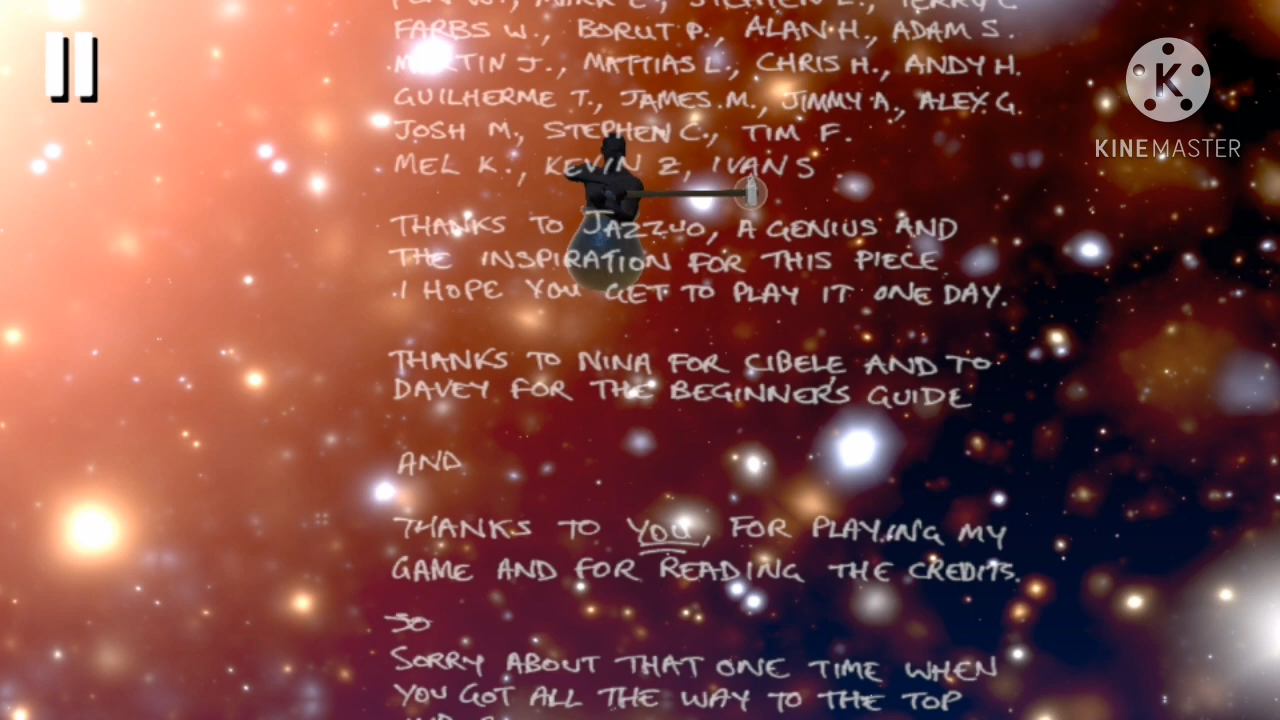 FARBS W., BORUT P., ALAN H., ADAM S.
MARTIN J., MATTIAS L., CHRIS H., ANDY H.
GUILHERME T., JAMES M., JIMMY A., ALEX G.
JOSH M., STEPHEN C., TIM F.
MEL K., KEVIN Z, IVAN S
THANKS TO JAZZUO, A GENIUS AND
THE INSPIRATION FOR THIS PIECE
I HOPE YOU GET TO PLAY IT ONE DAY.
THANKS TO NINA FOR CIBELE AND TO
DAVEY FOR THE BEGINNER'S GUIDE
AND
THANKS TO YOU, FOR PLAYING MY
GAME AND FOR READING THE CREDITS.
SO
SORRY ABOUT THAT ONE TIME WHEN
YOU GOT ALL THE WAY TO THE TOP
K
KINEMASTER